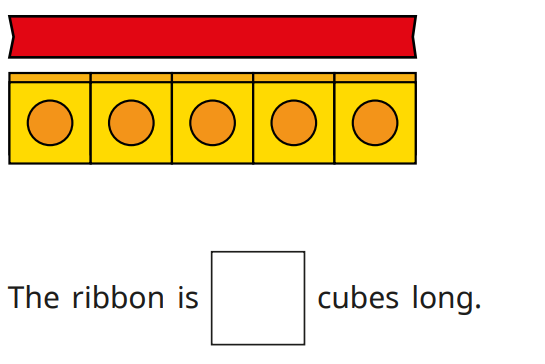 The ribbon is cubes long.